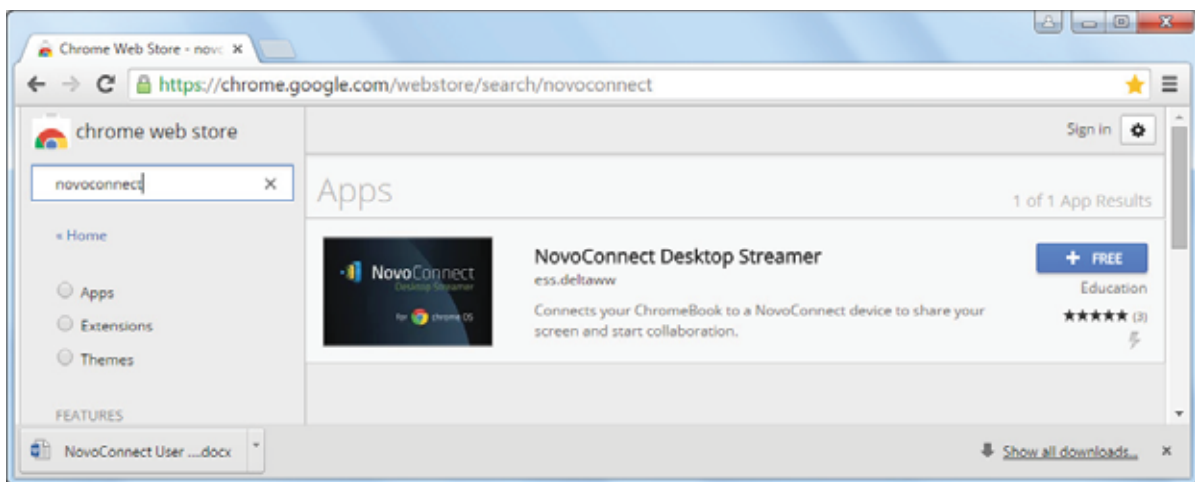 Chrome Web Store - novc
https://chrome.google.com/webstore/search/novoconnect
chrome web store
Sign in
novoconnect
Apps
1 of 1 App Results
« Home
Apps
Extensions
Themes
FEATURES
NovoConnect
Desktop Streamer
for chrome OS
NovoConnect Desktop Streamer
ess.deltaww
Connects your ChromeBook to a NovoConnect device to share your
screen and start collaboration.
+ FREE
Education
★★★★★ (3)
NovoConnect User ....docx
Show all downloads...